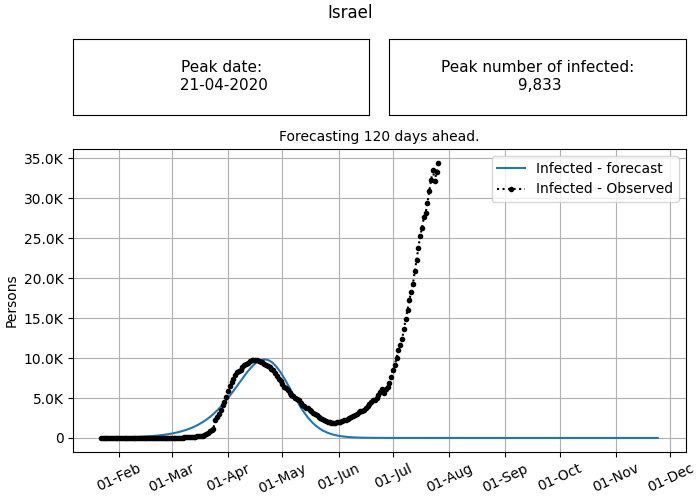 Israel
Peak date:
21-04-2020
Peak number of infected:
9,833
Forecasting 120 days ahead.
Persons
35.0K
30.0K
25.0K
20.0K
15.0K
10.0K
5.0K
0
Infected - forecast
Infected - Observed
01-Feb
01-Mar
01-Apr
01-May
01-Jun
01-Jul
01-Aug
01-Sep
01-Oct
01-Nov
01-Dec